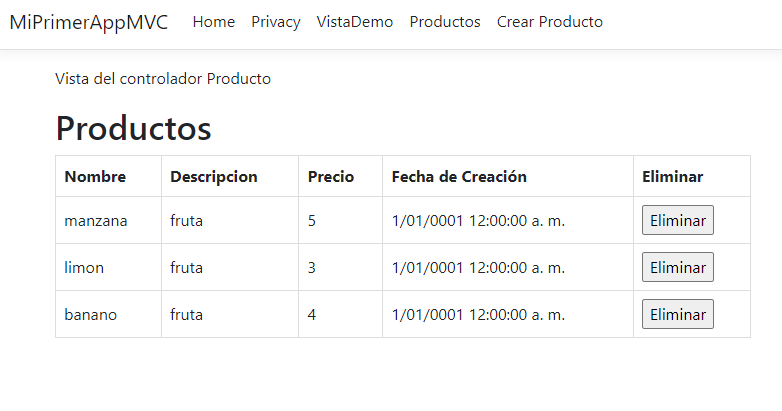 MiPrimerAppMVC Home Privacy VistaDemo Productos Crear Producto
Vista del controlador Producto
Productos
Nombre Descripcion Precio Fecha de Creación Eliminar
manzana fruta 5 1/01/0001 12:00:00 a. m. Eliminar
limon fruta 3 1/01/0001 12:00:00 a. m. Eliminar
banano fruta 4 1/01/0001 12:00:00 a. m. Eliminar